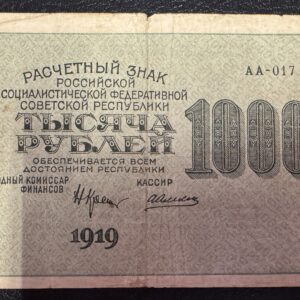 РАСЧЕТНЫЙ ЗНАК
РОССИЙСКОЙ
СОЦИАЛИСТИЧЕСКОЙ ФЕДЕРАТИВНОЙ
СОВЕТСКОЙ РЕСПУБЛИКИ
ТЫСЯЧА
РУБЛЕЙ
ОБЕСПЕЧИВАЕТСЯ ВСЕМ
ДОСТОЯНИЕМ РЕСПУБЛИКИ
КОМИССАР
ФИНАНСОВ
КАССИР
1919
АА-017
1000